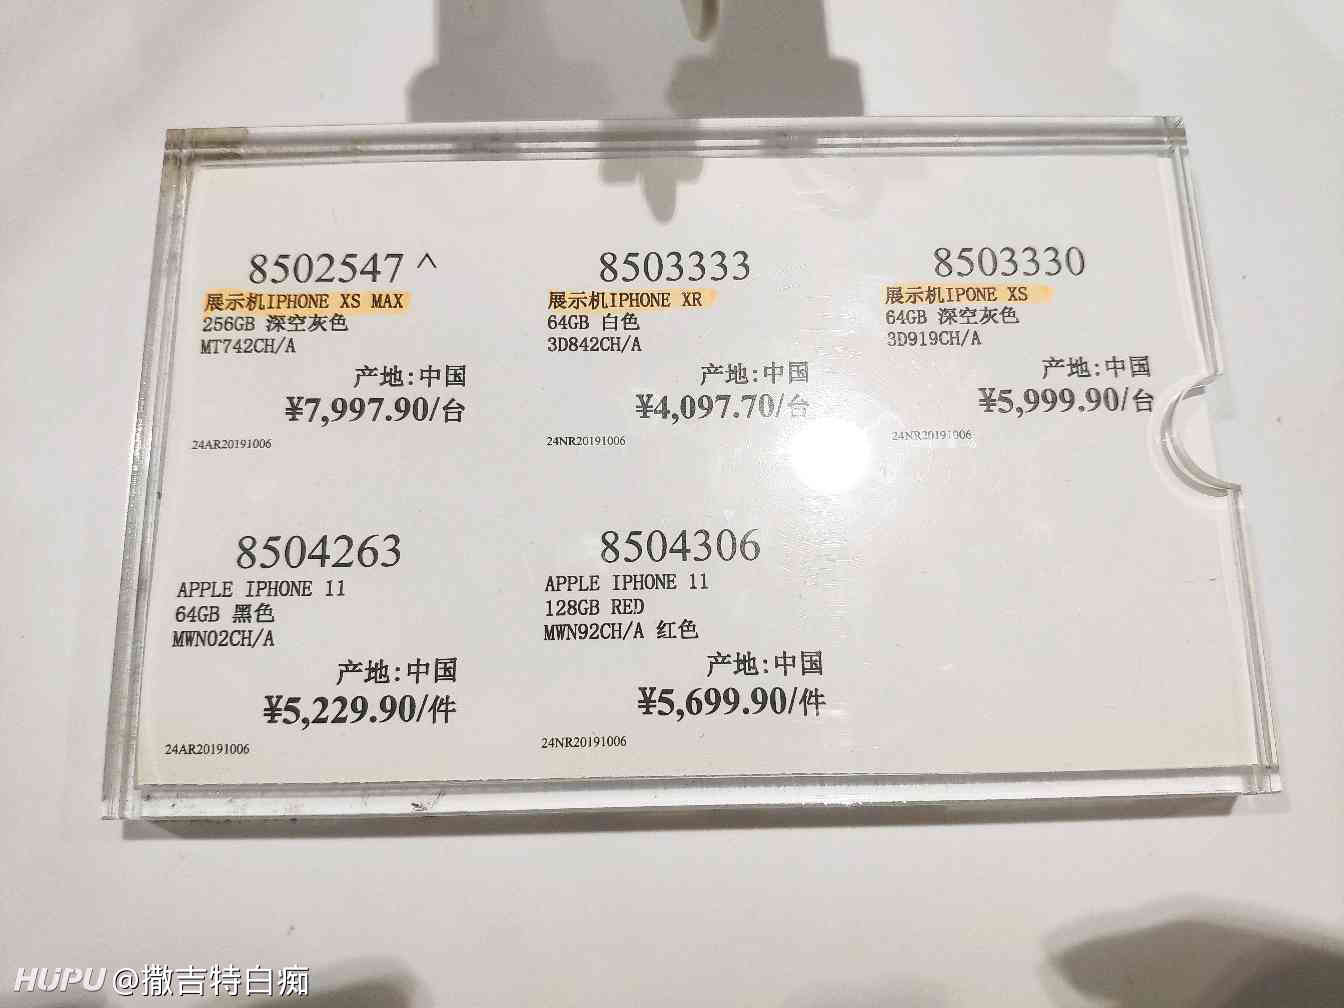 8502547 ^
展示机IPHONE XS MAX
256GB 深空灰色
MT742CH/A
产地:中国
¥7,997.90/台
24AR20191006
8503333
展示机IPHONE XR
64GB 白色
3D842CH/A
产地:中国
¥4,097.70/台
24NR20191006
8503330
展示机IPONE XS
64GB 深空灰色
3D919CH/A
产地:中国
¥5,999.90/台
24NR20191006
8504263
APPLE IPHONE 11
64GB 黑色
MWN02CH/A
产地:中国
¥5,229.90/件
24AR20191006
8504306
APPLE IPHONE 11
128GB RED
MWN92CH/A 红色
产地:中国
¥5,699.90/件
24NR20191006
HUPU @撒吉特白痴